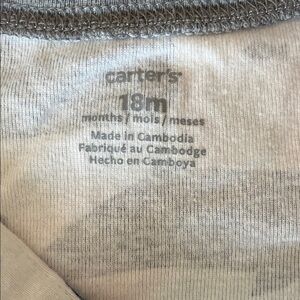 carter's
18m
months / mois / meses
Made in Cambodia
Fabriqué au Cambodge
Hecho en Camboya